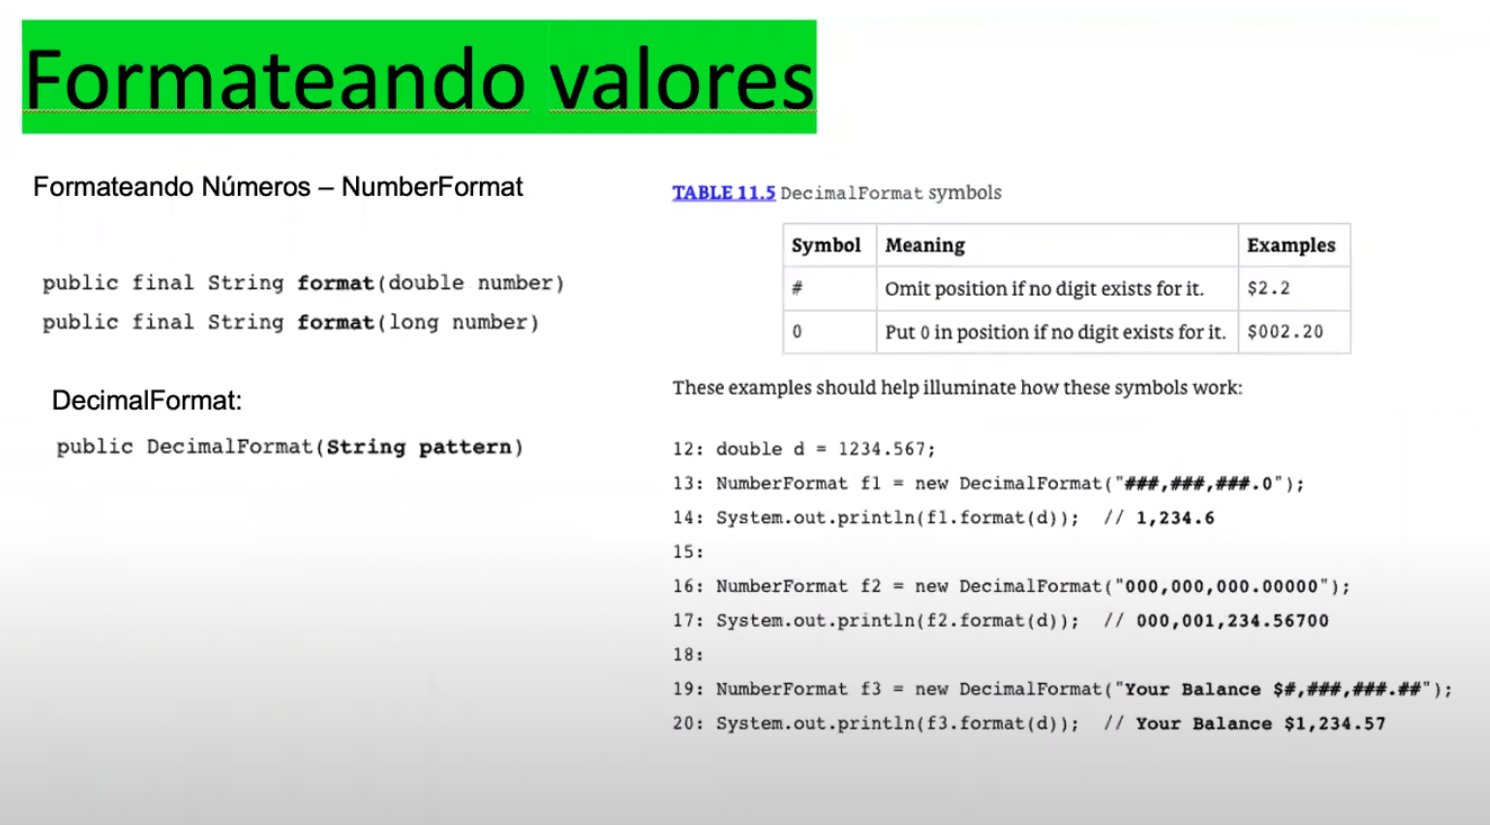 Formateando valores
Formateando Números – NumberFormat
public final String format(double number)
public final String format(long number)
DecimalFormat:
public DecimalFormat(String pattern)
TABLE 11.5 DecimalFormat symbols
Symbol Meaning Examples
# Omit position if no digit exists for it. $2.2
0 Put 0 in position if no digit exists for it. $002.20
These examples should help illuminate how these symbols work:
12: double d = 1234.567;
13: NumberFormat f1 = new DecimalFormat("###,###,###.0");
14: System.out.println(f1.format(d)); // 1,234.6
15:
16: NumberFormat f2 = new DecimalFormat("000,000,000.00000");
17: System.out.println(f2.format(d)); // 000,001,234.56700
18:
19: NumberFormat f3 = new DecimalFormat("Your Balance $#,###,###.##");
20: System.out.println(f3.format(d)); // Your Balance $1,234.57